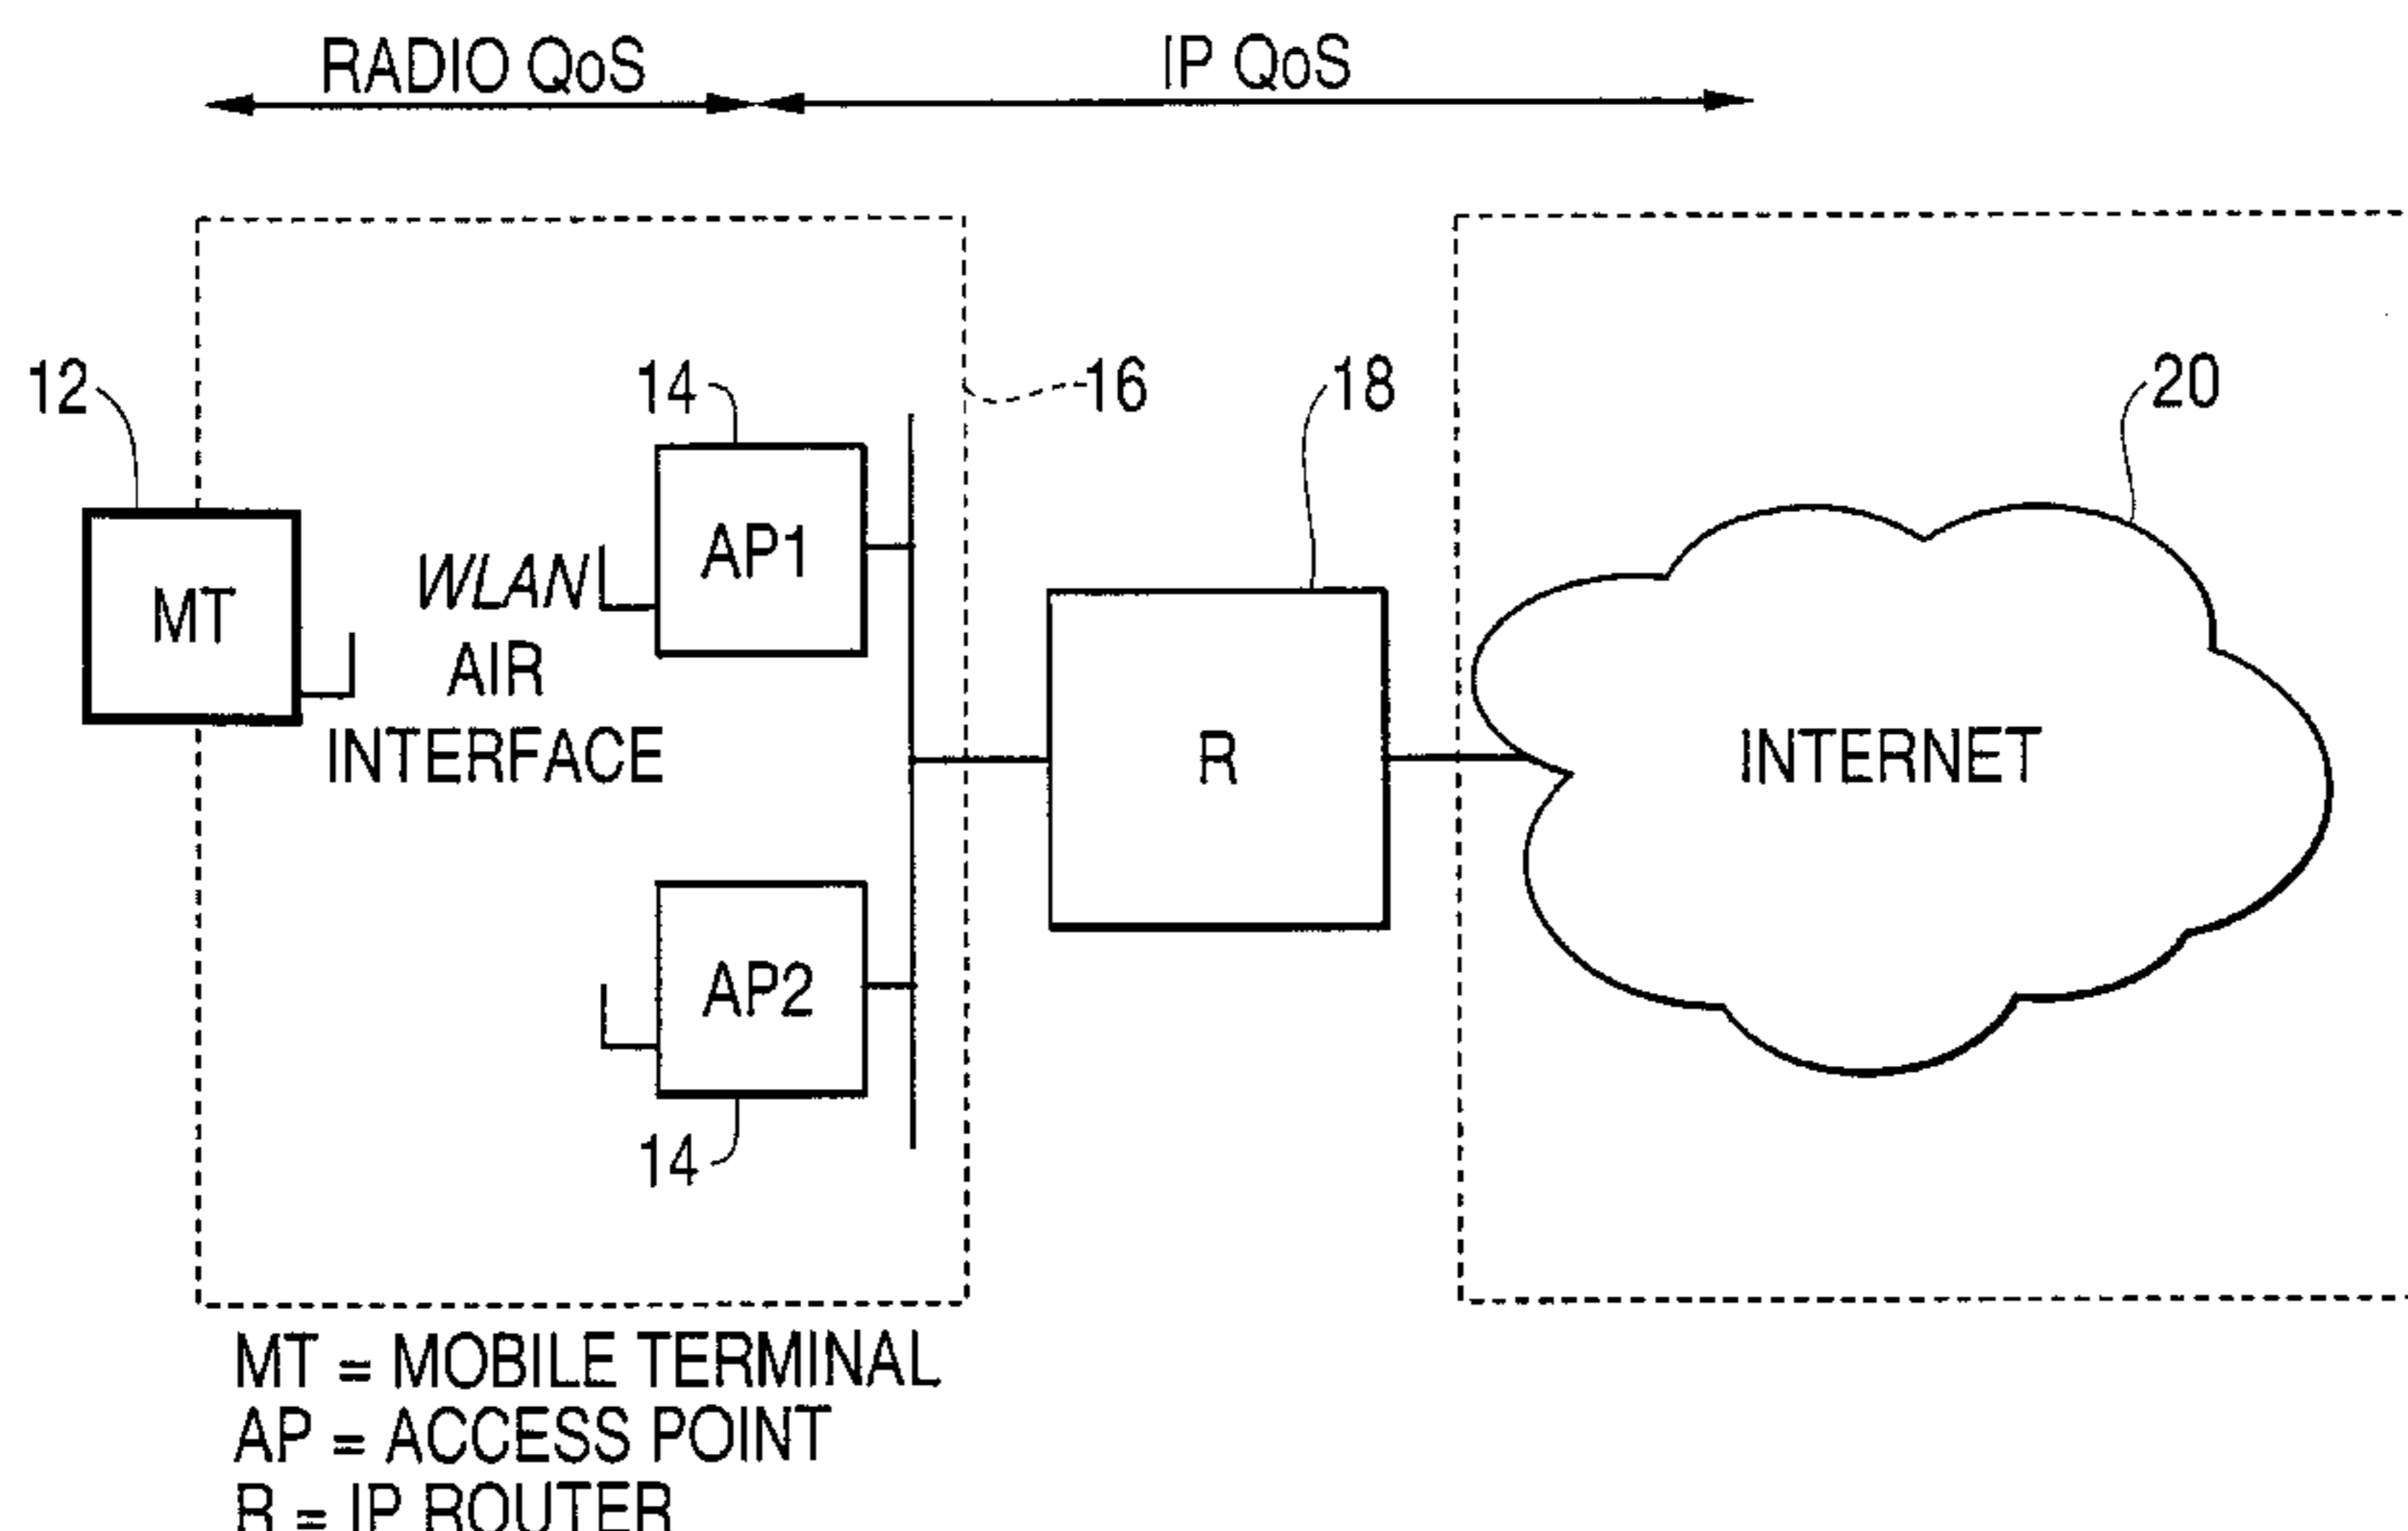 RADIO QoS
IP QoS
12
14
16
18
20
AP1
MT
WLAN
AIR
INTERFACE
R
INTERNET
AP2
14
MT = MOBILE TERMINAL
AP = ACCESS POINT
R = IP ROUTER